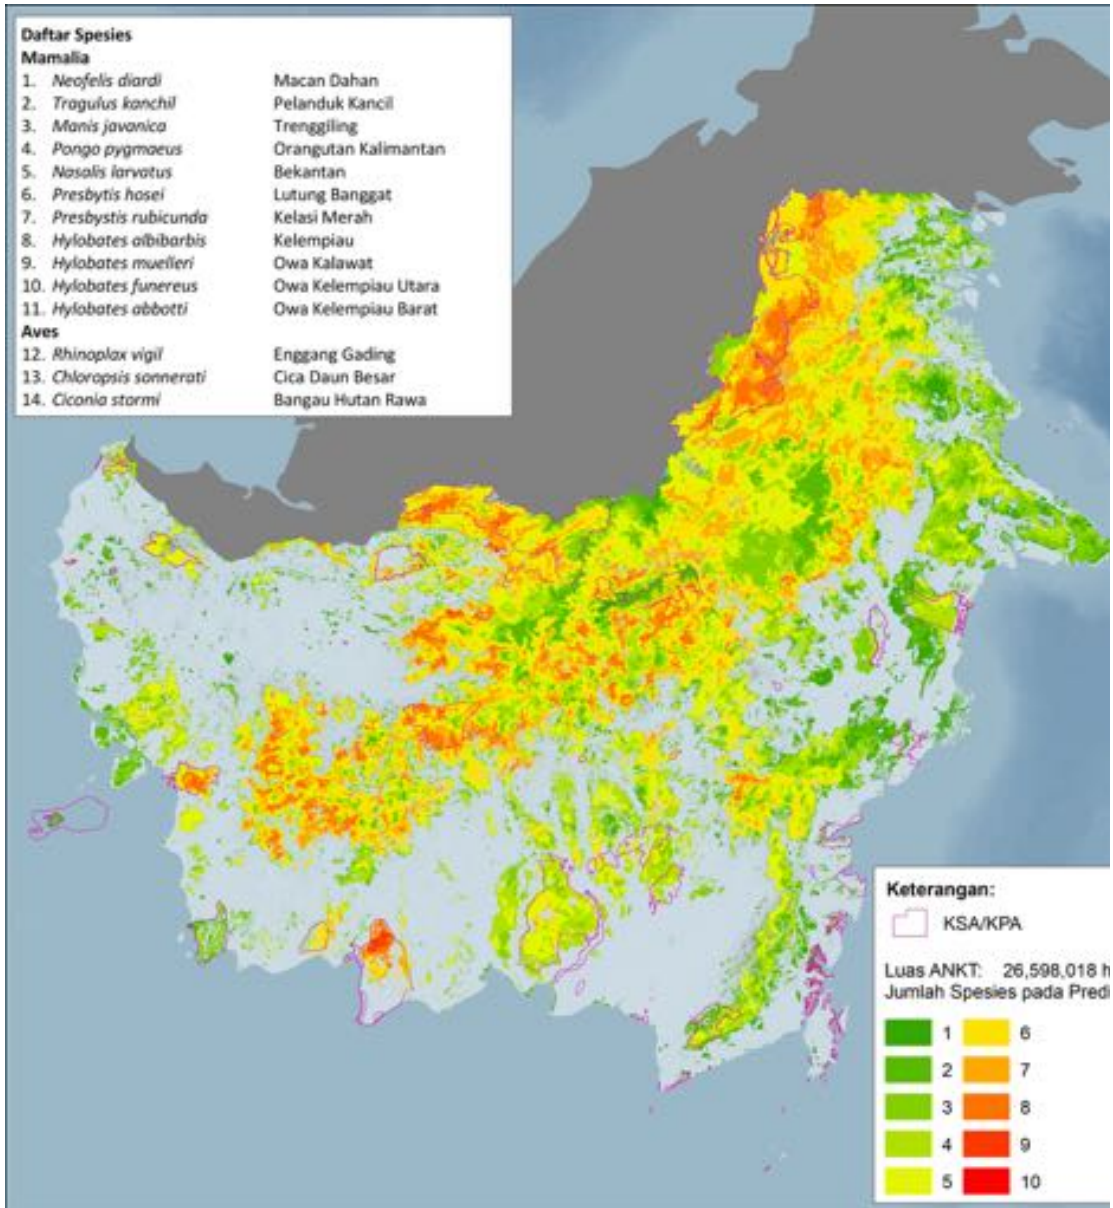 Daftar Spesies
Mamalia
1. Neofelis diardi Macan Dahan
2. Tragulus kanchil Pelanduk Kancil
3. Manis javanica Trenggiling
4. Pongo pygmaeus Orangutan Kalimantan
5. Nasalis larvatus Bekantan
6. Presbytis hosei Lutung Banggat
7. Presbystis rubicunda Kelasi Merah
8. Hylobates albibarbis Kelempiau
9. Hylobates muelleri Owa Kalawat
10. Hylobates funereus Owa Kelempiau Utara
11. Hylobates abbotti Owa Kelempiau Barat
Aves
12. Rhinoplax vigil Enggang Gading
13. Chloropsis sonnerati Cica Daun Besar
14. Ciconia stormi Bangau Hutan Rawa
Keterangan:
KSA/KPA
Luas ANKT: 26,598,018 h
Jumlah Spesies pada Predi
1 6
2 7
3 8
4 9
5 10